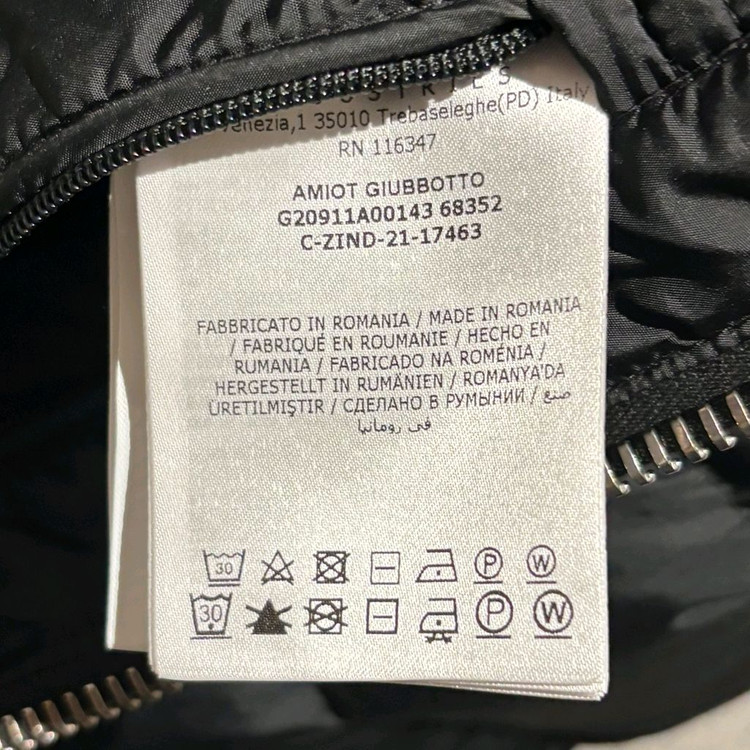 S T R I E S
Venezia,1 35010 Trebaseleghe(PD) Italy
RN 116347
AMIOT GIUBBOTTO
G20911A00143 68352
C-ZIND-21-17463
FABBRICATO IN ROMANIA / MADE IN ROMANIA
/ FABRIQUÉ EN ROUMANIE / HECHO EN
RUMANIA / FABRICADO NA ROMÉNIA /
HERGESTELLT IN RUMÄNIEN / ROMANYA'DA
ÜRETILMIŞTIR / СДЕЛАНО В РУМЫНИИ / صنع
في رومانيا
30 P W
30 P W